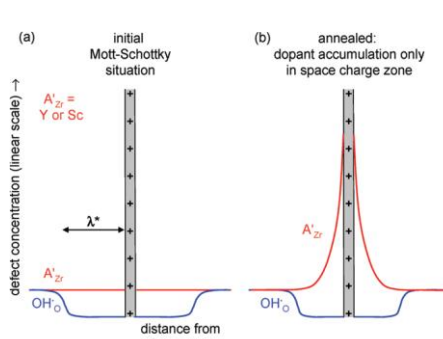 (a)
initial
Mott-Schottky
situation
(b)
annealed:
dopant accumulation only
in space charge zone
defect concentration (linear scale) →
A'Zr =
Y or Sc
λ*
A'Zr
OH·O
distance from
+
+
+
+
+
+
+
+
+
A'Zr
OH·O
+
+
+
+
+
+
+
+
+